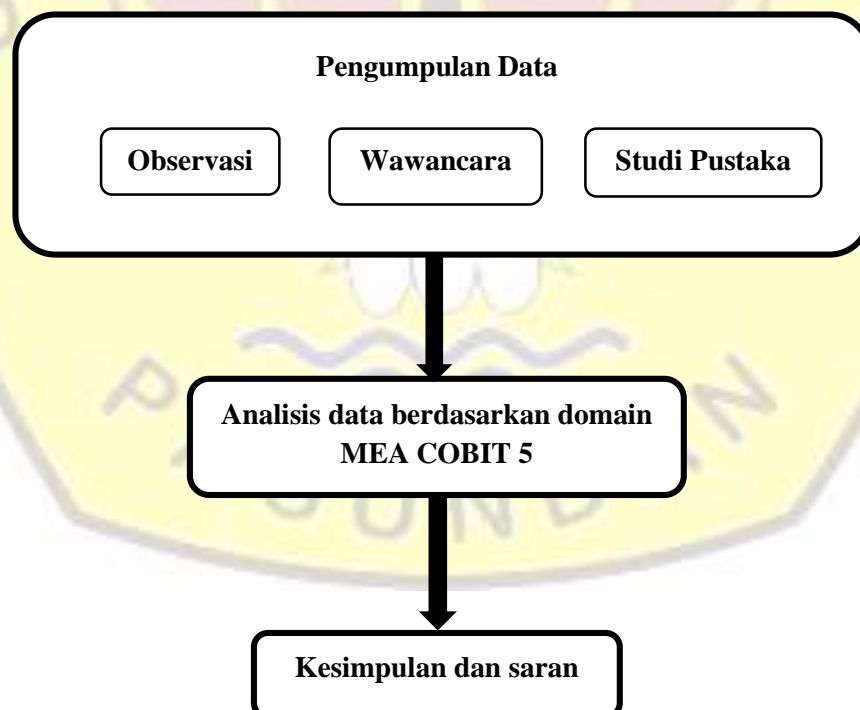 Pengumpulan Data
Observasi
Wawancara
Studi Pustaka
Analisis data berdasarkan domain
MEA COBIT 5
Kesimpulan dan saran